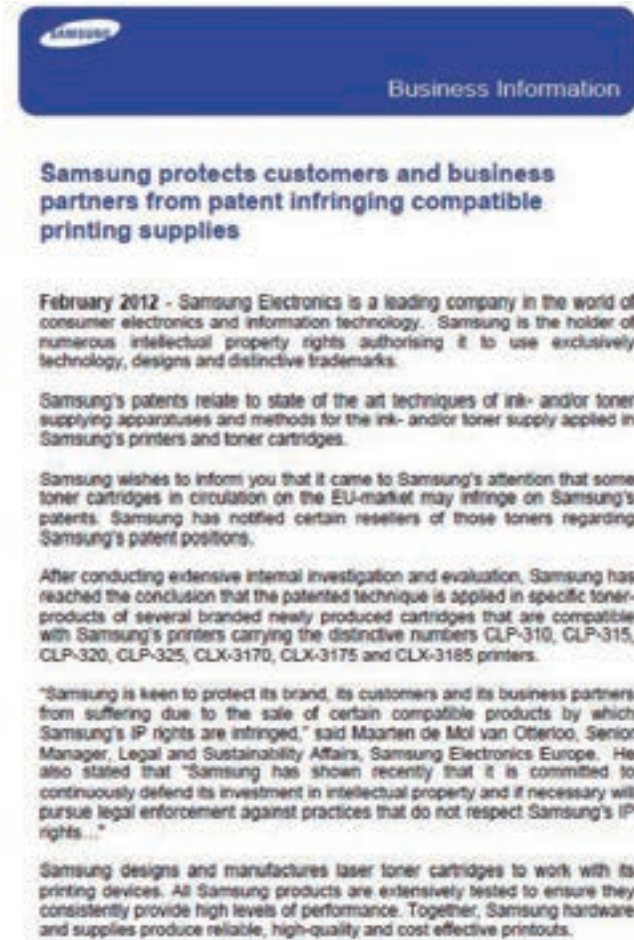 SAMSUNG
Business Information
Samsung protects customers and business
partners from patent infringing compatible
printing supplies
February 2012 - Samsung Electronics is a leading company in the world of
consumer electronics and information technology. Samsung is the holder of
numerous intellectual property rights authorising it to use exclusively
technology, designs and distinctive trademarks.
Samsung's patents relate to state of the art techniques of ink- and/or toner
supplying apparatuses and methods for the ink- and/or toner supply applied in
Samsung's printers and toner cartridges.
Samsung wishes to inform you that it came to Samsung's attention that some
toner cartridges in circulation on the EU-market may infringe on Samsung's
patents. Samsung has notified certain resellers of those toners regarding
Samsung's patent positions.
After conducting extensive internal investigation and evaluation, Samsung has
reached the conclusion that the patented technique is applied in specific toner-
products of several branded newly produced cartridges that are compatible
with Samsung's printers carrying the distinctive numbers CLP-310, CLP-315,
CLP-320, CLP-325, CLX-3170, CLX-3175 and CLX-3185 printers.
"Samsung is keen to protect its brand, its customers and its business partners
from suffering due to the sale of certain compatible products by which
Samsung's IP rights are infringed," said Maarten de Mol van Otterloo, Senior
Manager, Legal and Sustainability Affairs, Samsung Electronics Europe. He
also stated that "Samsung has shown recently that it is committed to
continuously defend its investment in intellectual property and if necessary will
pursue legal enforcement against practices that do not respect Samsung's IP
rights..."
Samsung designs and manufactures laser toner cartridges to work with its
printing devices. All Samsung products are extensively tested to ensure they
consistently provide high levels of performance. Together, Samsung hardware
and supplies produce reliable, high-quality and cost effective printouts.